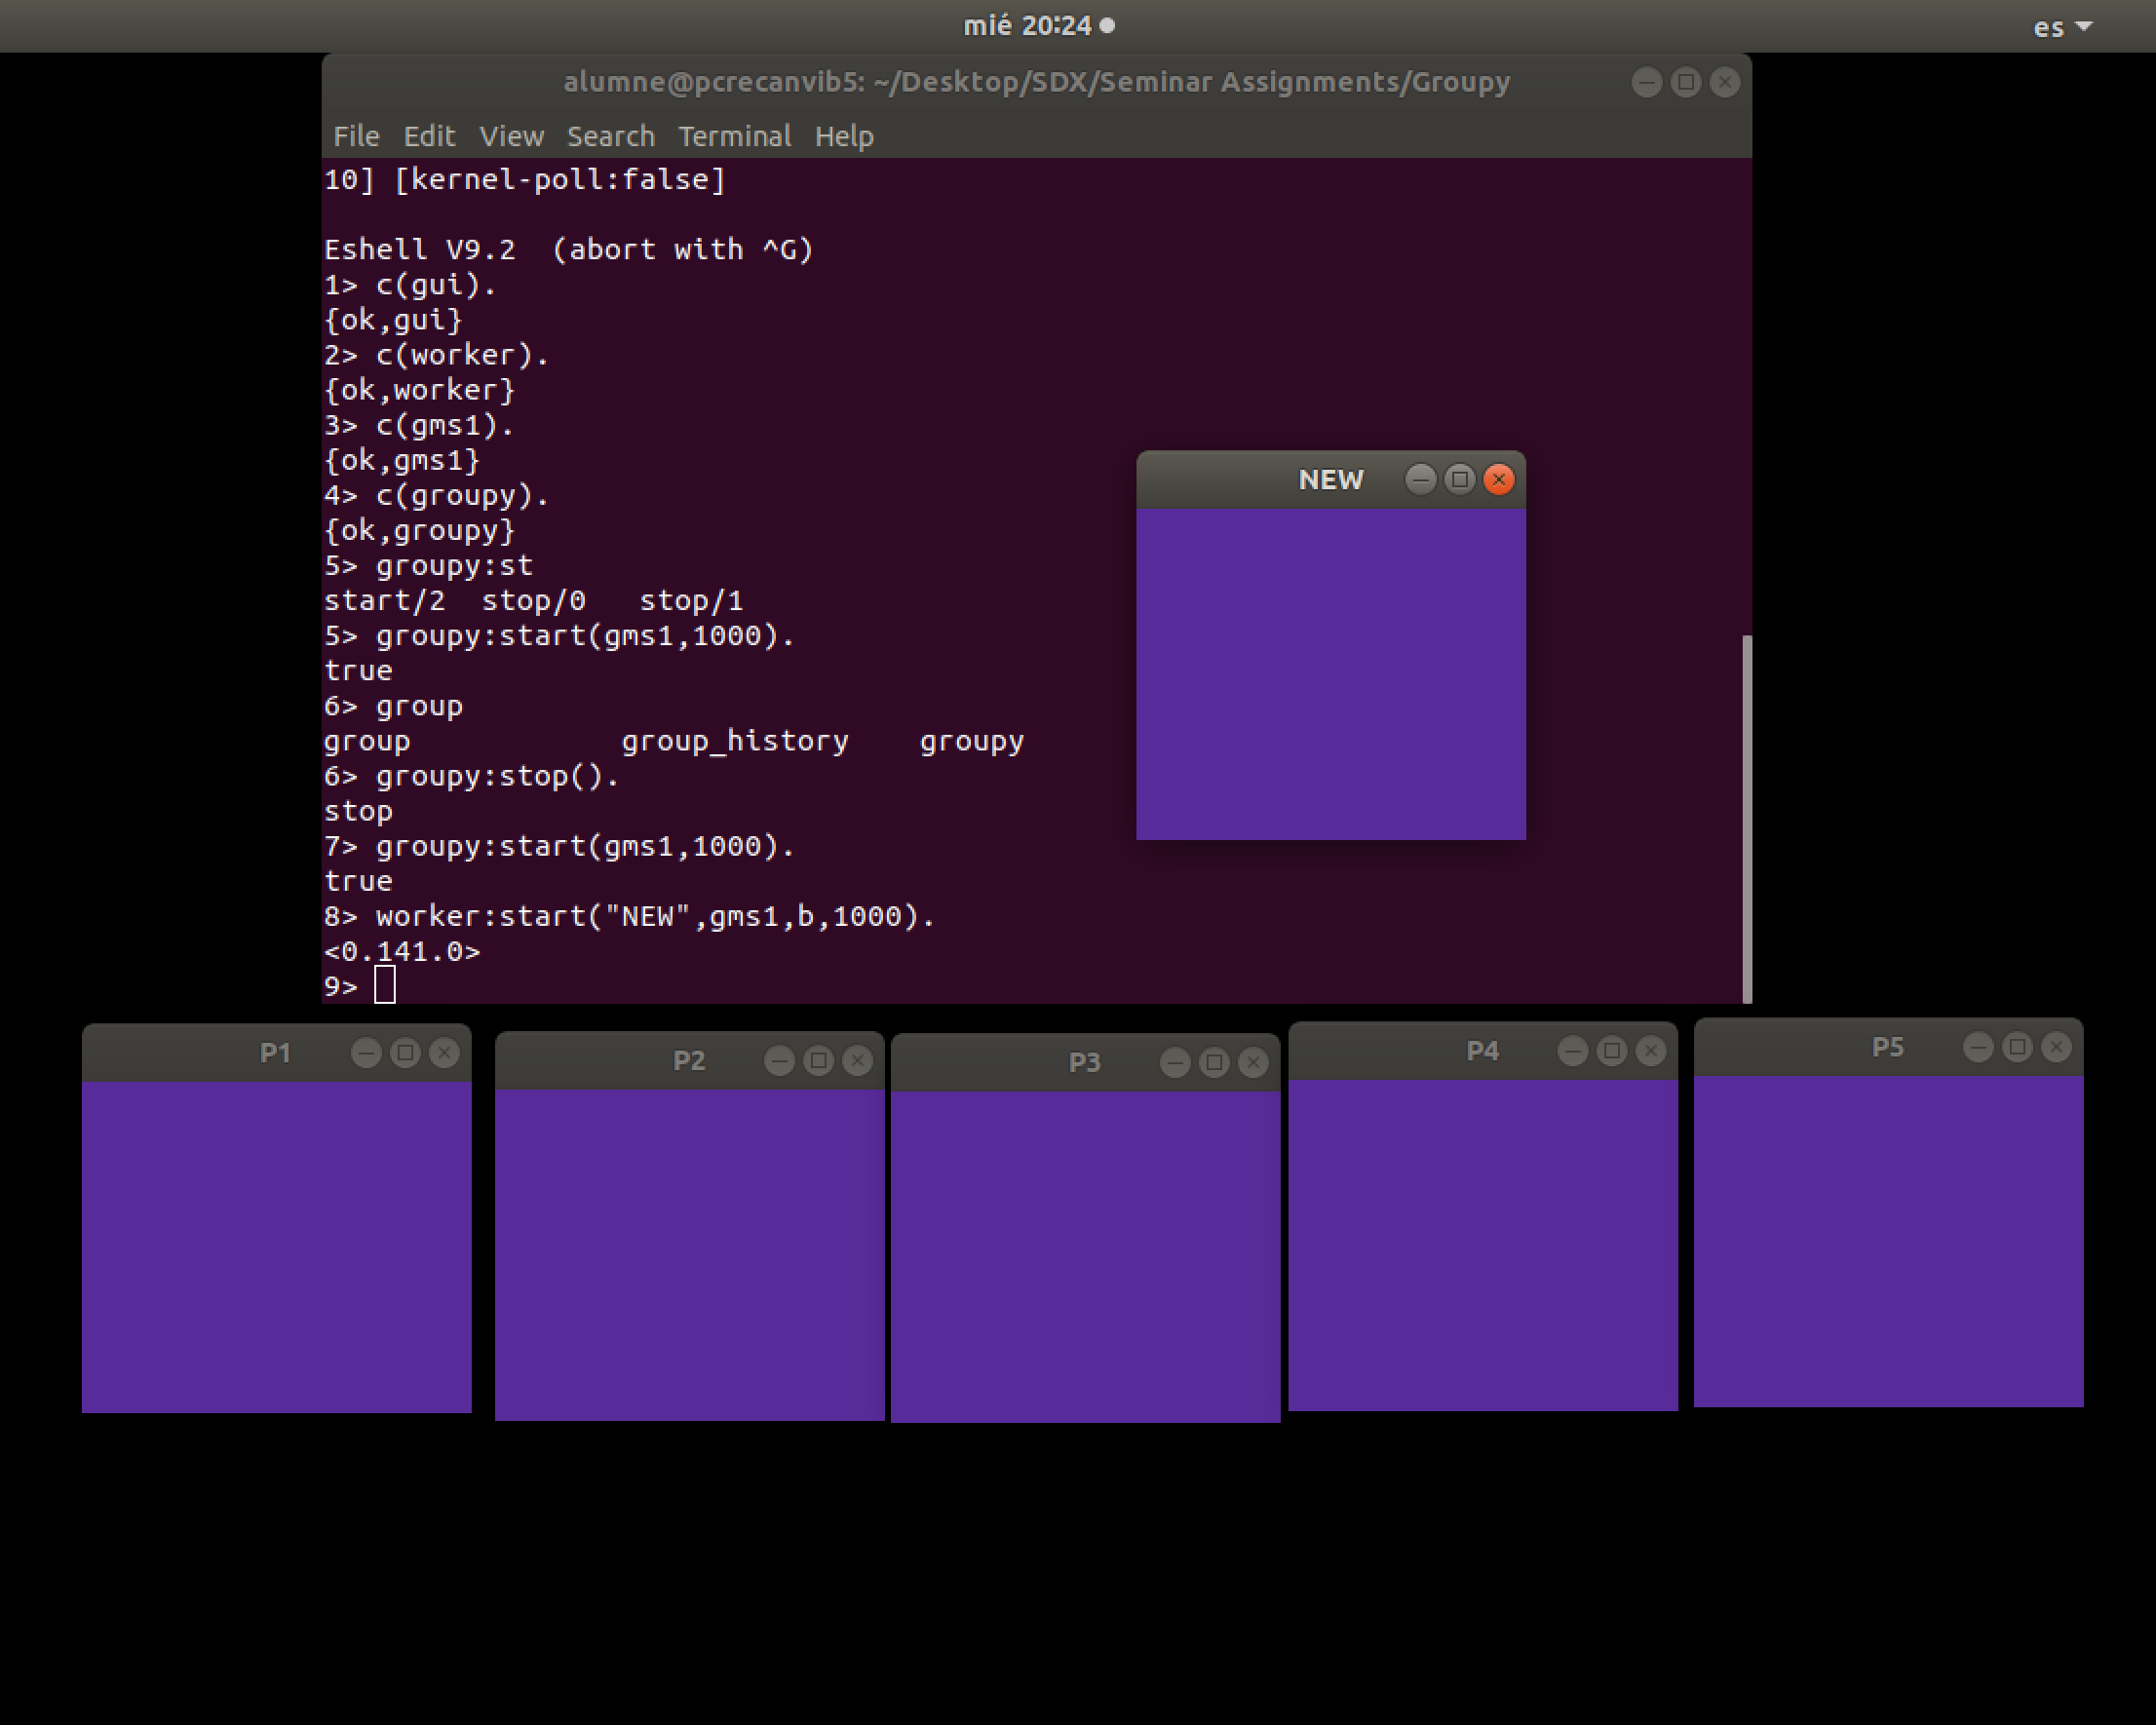 mié 20:24
es
alumne@pcrecanvib5: ~/Desktop/SDX/Seminar Assignments/Groupy
File Edit View Search Terminal Help
10] [kernel-poll:false]
Eshell V9.2  (abort with ^G)
1> c(gui).
{ok,gui}
2> c(worker).
{ok,worker}
3> c(gms1).
{ok,gms1}
4> c(groupy).
{ok,groupy}
5> groupy:st
start/2  stop/0   stop/1
5> groupy:start(gms1,1000).
true
6> group
group            group_history    groupy
6> groupy:stop().
stop
7> groupy:start(gms1,1000).
true
8> worker:start("NEW",gms1,b,1000).
<0.141.0>
9>
NEW
P1
P2
P3
P4
P5